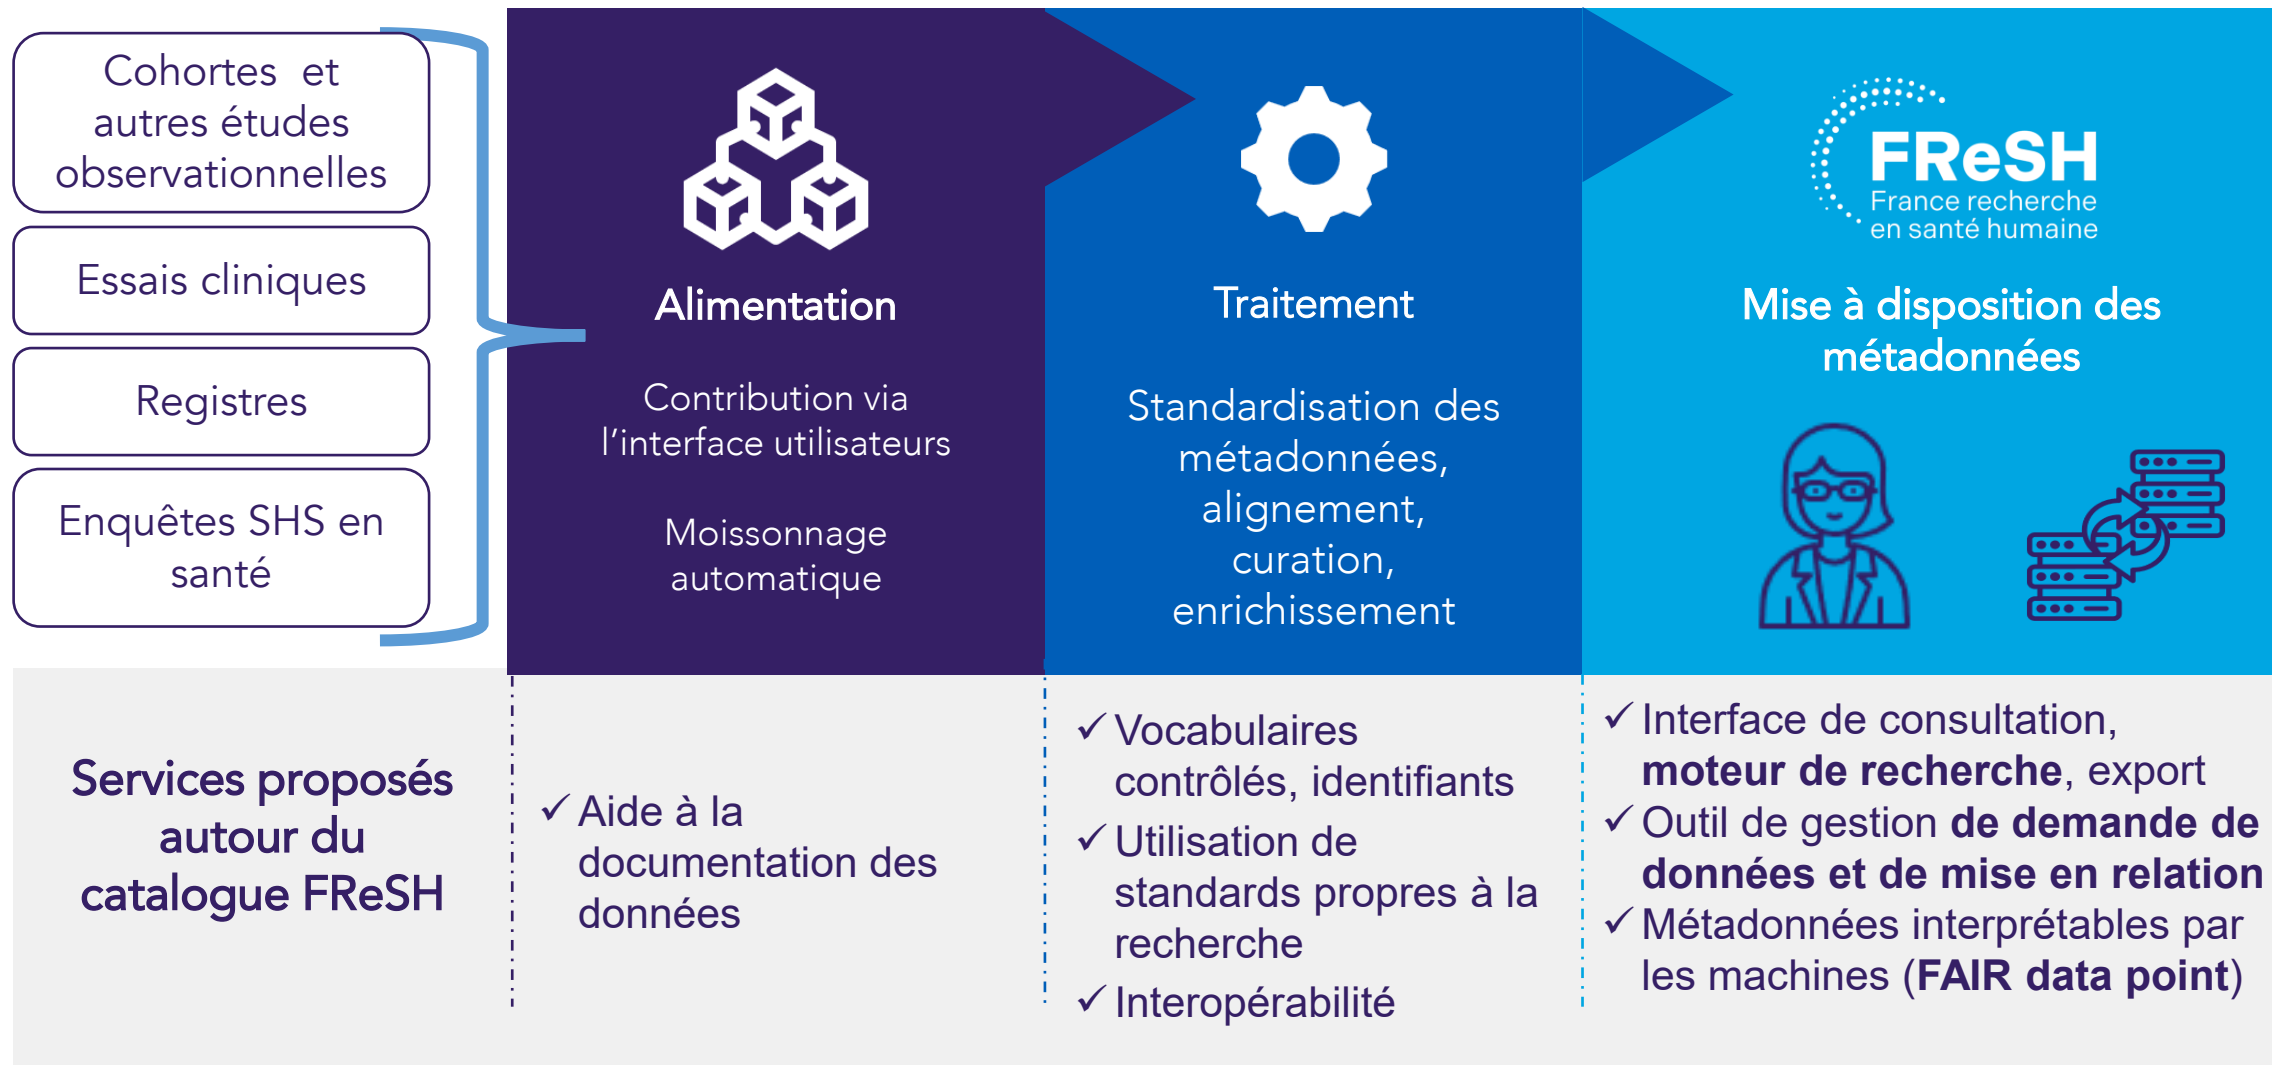 Cohortes et
autres études
observationnelles
Essais cliniques
Registres
Enquêtes SHS en
santé
Alimentation
Contribution via
l'interface utilisateurs
Moissonnage
automatique
Traitement
Standardisation des
métadonnées,
alignement,
curation,
enrichissement
FReSH
France recherche
en santé humaine
Mise à disposition des
métadonnées
Services proposés
autour du
catalogue FReSH
✓ Aide à la
documentation des
données
✓ Vocabulaires
contrôlés, identifiants
✓ Utilisation de
standards propres à la
recherche
✓ Interopérabilité
✓ Interface de consultation,
moteur de recherche, export
✓ Outil de gestion de demande de
données et de mise en relation
✓ Métadonnées interprétables par
les machines (FAIR data point)